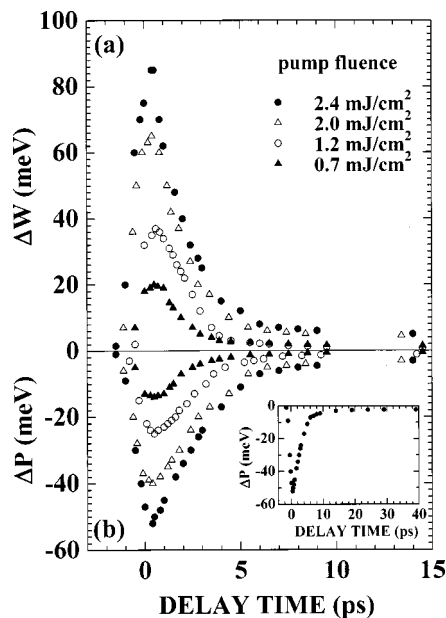 (a)
pump fluence
● 2.4 mJ/cm²
△ 2.0 mJ/cm²
○ 1.2 mJ/cm²
▲ 0.7 mJ/cm²
100
80
60
40
20
0
-20
-40
-60
ΔW (meV)
ΔP (meV)
(b)
0
-20
-40
-60
ΔP (meV)
0 10 20 30 40
DELAY TIME (ps)
0 5 10 15
DELAY TIME (ps)